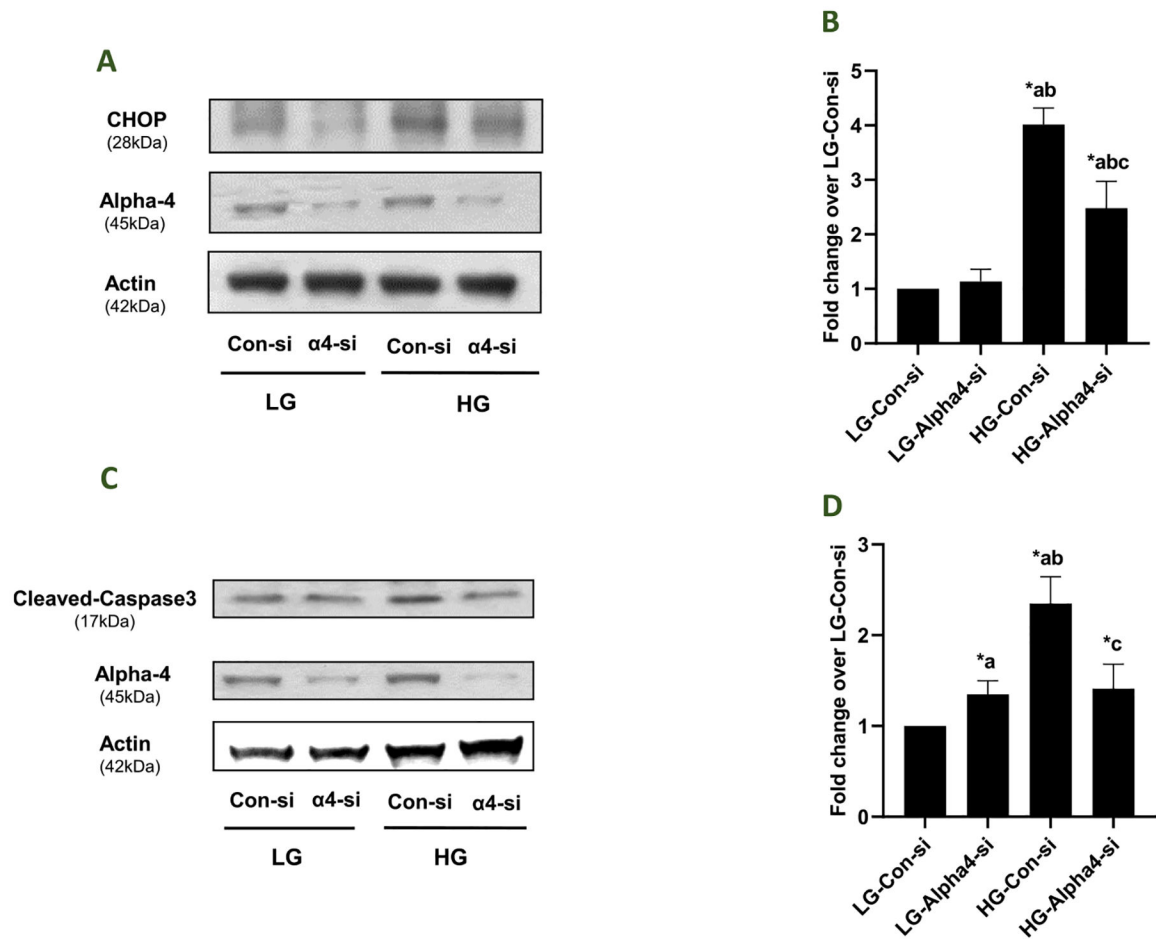 A
CHOP
(28kDa)
Alpha-4
(45kDa)
Actin
(42kDa)
Con-si α4-si Con-si α4-si
LG HG
B
Fold change over LG-Con-si
5
4
3
2
1
0
*ab
*abc
LG-Con-si
LG-Alpha4-si
HG-Con-si
HG-Alpha4-si
C
Cleaved-Caspase3
(17kDa)
Alpha-4
(45kDa)
Actin
(42kDa)
Con-si α4-si Con-si α4-si
LG HG
D
Fold change over LG-Con-si
3
2
1
0
*a
*ab
*c
LG-Con-si
LG-Alpha4-si
HG-Con-si
HG-Alpha4-si